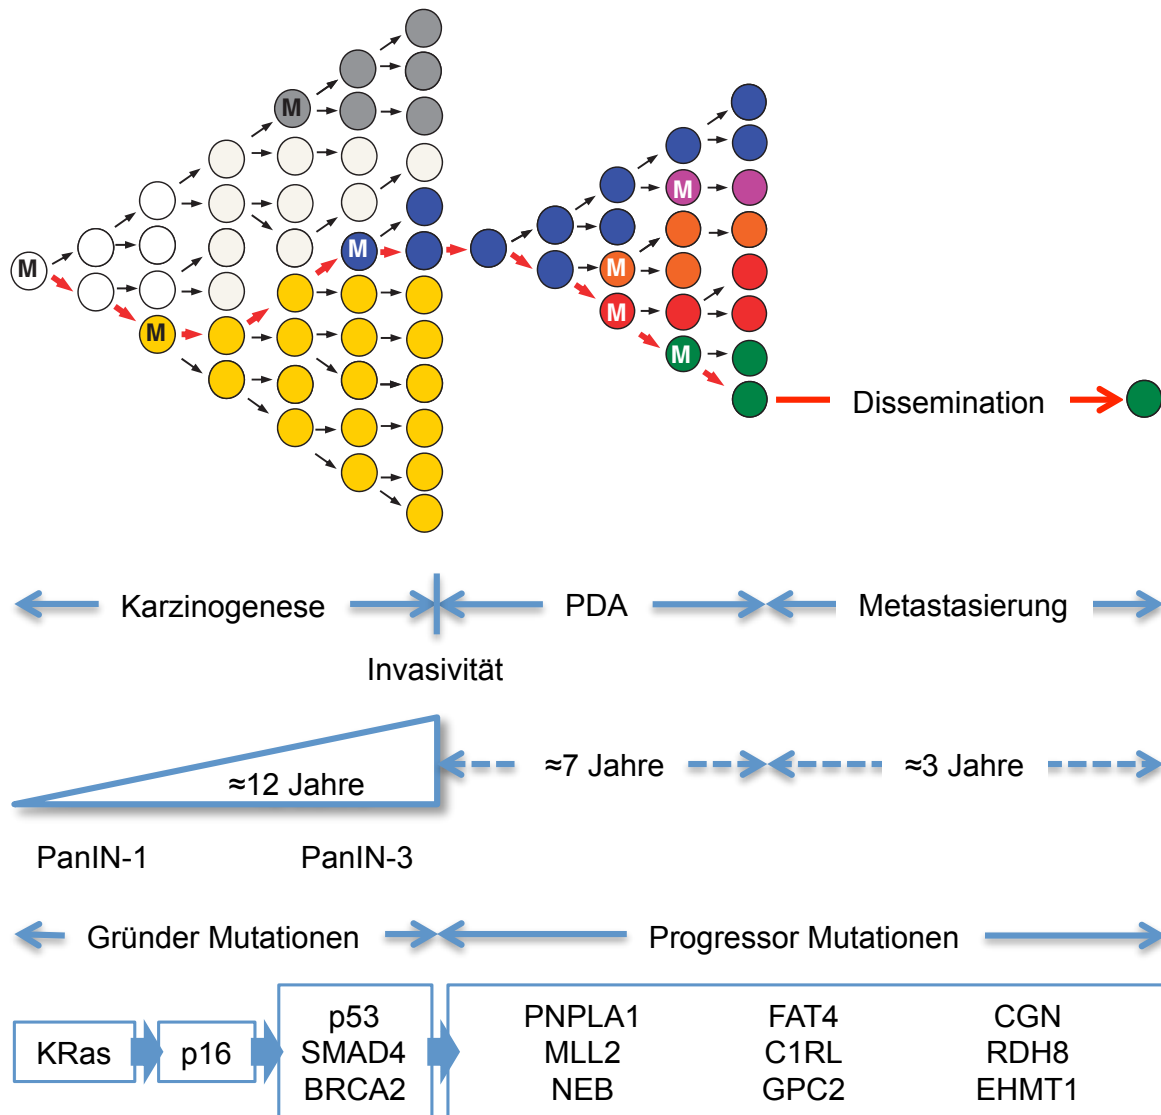 M
M
M
M
M
M
M
M
Dissemination
Karzinogenese
PDA
Metastasierung
Invasivität
≈12 Jahre
≈7 Jahre
≈3 Jahre
PanIN-1
PanIN-3
Gründer Mutationen
Progressor Mutationen
KRas
p16
p53
SMAD4
BRCA2
PNPLA1
MLL2
NEB
FAT4
C1RL
GPC2
CGN
RDH8
EHMT1